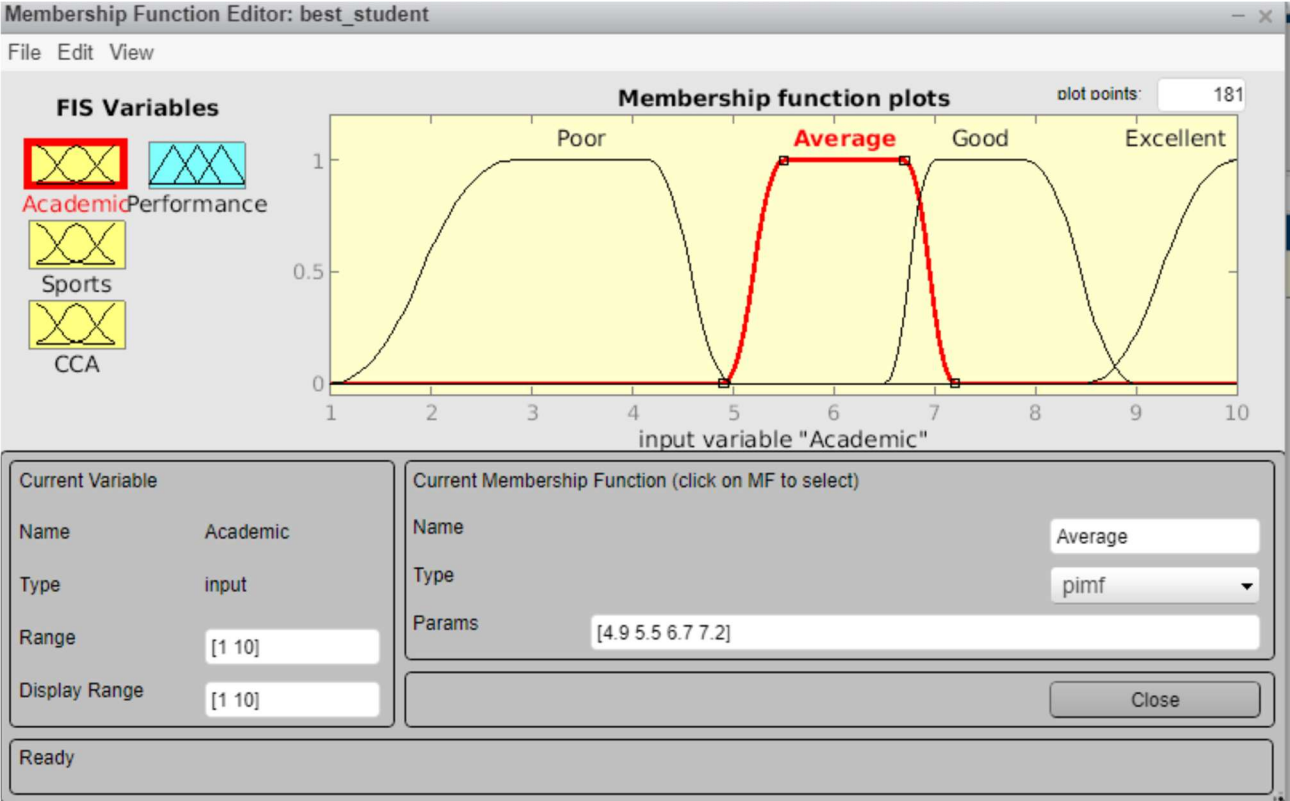 Membership Function Editor: best_student
File Edit View
FIS Variables
Membership function plots
plot points: 181
Academic
Performance
Sports
CCA
Poor Average Good Excellent
1
0.5
0
1 2 3 4 5 6 7 8 9 10
input variable "Academic"
Current Variable
Name Academic
Type input
Range [1 10]
Display Range [1 10]
Current Membership Function (click on MF to select)
Name Average
Type pimf
Params [4.9 5.5 6.7 7.2]
Close
Ready